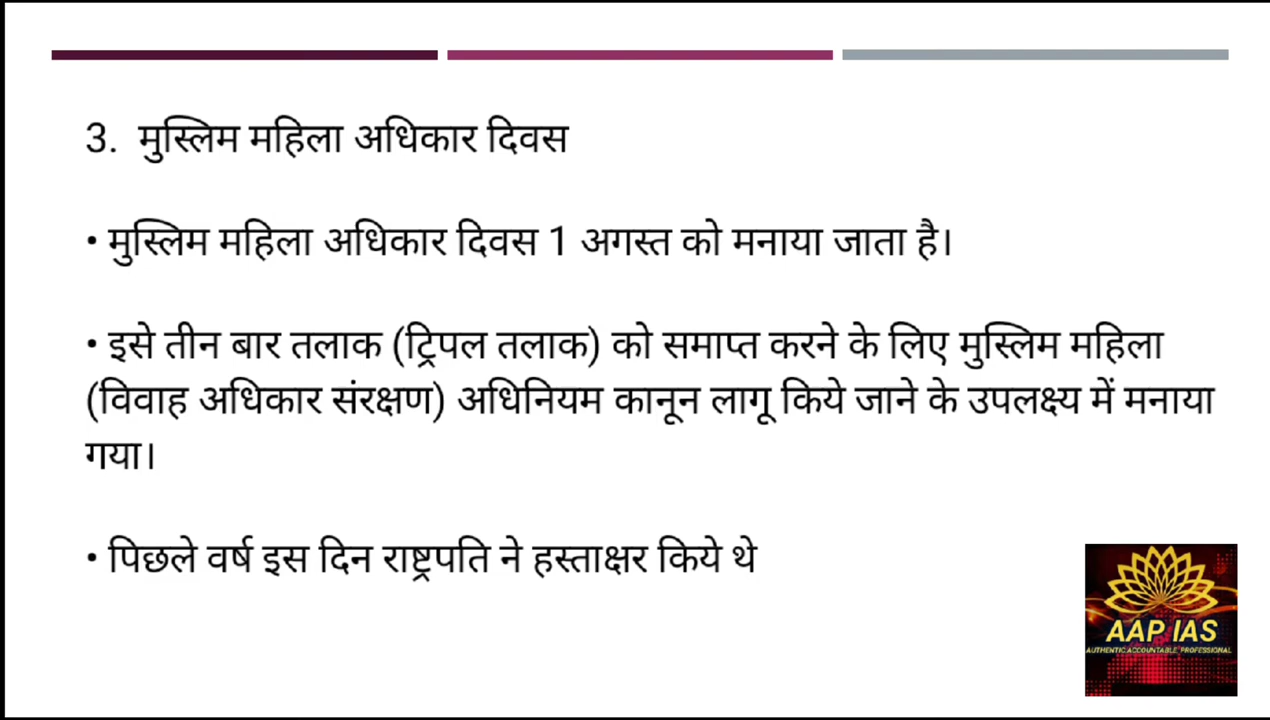 3. मुस्लिम महिला अधिकार दिवस
• मुस्लिम महिला अधिकार दिवस 1 अगस्त को मनाया जाता है।
• इसे तीन बार तलाक (ट्रिपल तलाक) को समाप्त करने के लिए मुस्लिम महिला
(विवाह अधिकार संरक्षण) अधिनियम कानून लागू किये जाने के उपलक्ष्य में मनाया
गया।
• पिछले वर्ष इस दिन राष्ट्रपति ने हस्ताक्षर किये थे
AAP IAS
AUTHENTIC, ACCOUNTABLE, PROFESSIONAL